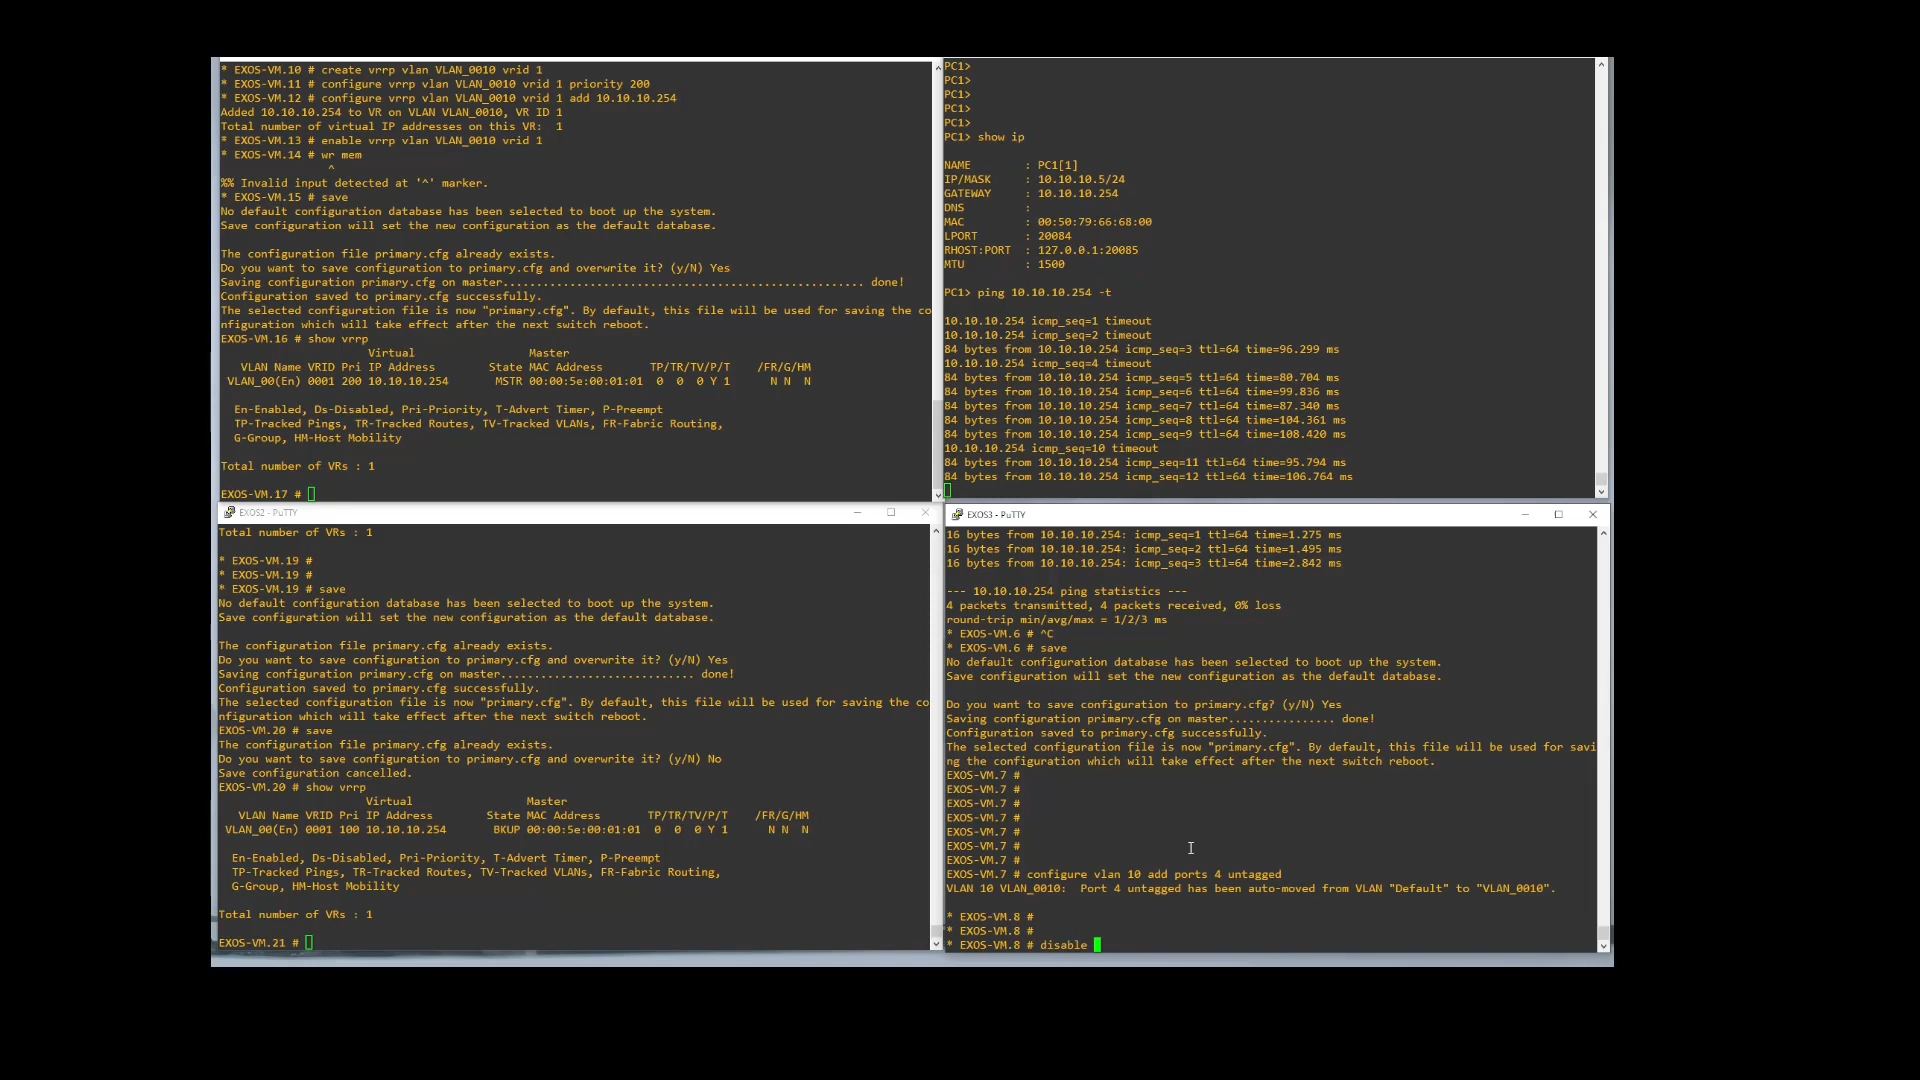 * EXOS-VM.10 # create vrrp vlan VLAN_0010 vrid 1
* EXOS-VM.11 # configure vrrp vlan VLAN_0010 vrid 1 priority 200
* EXOS-VM.12 # configure vrrp vlan VLAN_0010 vrid 1 add 10.10.10.254
Added 10.10.10.254 to VR on VLAN VLAN_0010, VR ID 1
Total number of virtual IP addresses on this VR:  1
* EXOS-VM.13 # enable vrrp vlan VLAN_0010 vrid 1
* EXOS-VM.14 # wr mem
^
%% Invalid input detected at '^' marker.
* EXOS-VM.15 # save
No default configuration database has been selected to boot up the system.
Save configuration will set the new configuration as the default database.
The configuration file primary.cfg already exists.
Do you want to save configuration to primary.cfg and overwrite it? (y/N) Yes
Saving configuration primary.cfg on master..................................................... done!
Configuration saved to primary.cfg successfully.
The selected configuration file is now "primary.cfg". By default, this file will be used for saving the co
nfiguration which will take effect after the next switch reboot.
EXOS-VM.16 # show vrrp
Virtual Master
VLAN Name VRID Pri IP Address State MAC Address TP/TR/TV/P/T /FR/G/HM
VLAN_00(En) 0001 200 10.10.10.254 MSTR 00:00:5e:00:01:01 0 0 0 Y 1 N N N
En-Enabled, Ds-Disabled, Pri-Priority, T-Advert Timer, P-Preempt
TP-Tracked Pings, TR-Tracked Routes, TV-Tracked VLANs, FR-Fabric Routing,
G-Group, HM-Host Mobility
Total number of VRs : 1
EXOS-VM.17 #
PC1>
PC1>
PC1>
PC1>
PC1>
PC1> show ip
NAME : PC1[1]
IP/MASK : 10.10.10.5/24
GATEWAY : 10.10.10.254
DNS :
MAC : 00:50:79:66:68:00
LPORT : 20084
RHOST:PORT : 127.0.0.1:20085
MTU : 1500
PC1> ping 10.10.10.254 -t
10.10.10.254 icmp_seq=1 timeout
10.10.10.254 icmp_seq=2 timeout
84 bytes from 10.10.10.254 icmp_seq=3 ttl=64 time=96.299 ms
10.10.10.254 icmp_seq=4 timeout
84 bytes from 10.10.10.254 icmp_seq=5 ttl=64 time=80.704 ms
84 bytes from 10.10.10.254 icmp_seq=6 ttl=64 time=99.836 ms
84 bytes from 10.10.10.254 icmp_seq=7 ttl=64 time=87.340 ms
84 bytes from 10.10.10.254 icmp_seq=8 ttl=64 time=104.361 ms
84 bytes from 10.10.10.254 icmp_seq=9 ttl=64 time=108.420 ms
10.10.10.254 icmp_seq=10 timeout
84 bytes from 10.10.10.254 icmp_seq=11 ttl=64 time=95.794 ms
84 bytes from 10.10.10.254 icmp_seq=12 ttl=64 time=106.764 ms
EXOS2 - PuTTY
Total number of VRs : 1
* EXOS-VM.19 #
* EXOS-VM.19 #
* EXOS-VM.19 # save
No default configuration database has been selected to boot up the system.
Save configuration will set the new configuration as the default database.
The configuration file primary.cfg already exists.
Do you want to save configuration to primary.cfg and overwrite it? (y/N) Yes
Saving configuration primary.cfg on master............................. done!
Configuration saved to primary.cfg successfully.
The selected configuration file is now "primary.cfg". By default, this file will be used for saving the co
nfiguration which will take effect after the next switch reboot.
EXOS-VM.20 # save
The configuration file primary.cfg already exists.
Do you want to save configuration to primary.cfg and overwrite it? (y/N) No
Save configuration cancelled.
EXOS-VM.20 # show vrrp
Virtual Master
VLAN Name VRID Pri IP Address State MAC Address TP/TR/TV/P/T /FR/G/HM
VLAN_00(En) 0001 100 10.10.10.254 BKUP 00:00:5e:00:01:01 0 0 0 Y 1 N N N
En-Enabled, Ds-Disabled, Pri-Priority, T-Advert Timer, P-Preempt
TP-Tracked Pings, TR-Tracked Routes, TV-Tracked VLANs, FR-Fabric Routing,
G-Group, HM-Host Mobility
Total number of VRs : 1
EXOS-VM.21 #
EXOS3 - PuTTY
16 bytes from 10.10.10.254: icmp_seq=1 ttl=64 time=1.275 ms
16 bytes from 10.10.10.254: icmp_seq=2 ttl=64 time=1.495 ms
16 bytes from 10.10.10.254: icmp_seq=3 ttl=64 time=2.842 ms
--- 10.10.10.254 ping statistics ---
4 packets transmitted, 4 packets received, 0% loss
round-trip min/avg/max = 1/2/3 ms
* EXOS-VM.6 # ^C
* EXOS-VM.6 # save
No default configuration database has been selected to boot up the system.
Save configuration will set the new configuration as the default database.
Do you want to save configuration to primary.cfg? (y/N) Yes
Saving configuration primary.cfg on master................ done!
Configuration saved to primary.cfg successfully.
The selected configuration file is now "primary.cfg". By default, this file will be used for savi
ng the configuration which will take effect after the next switch reboot.
EXOS-VM.7 #
EXOS-VM.7 #
EXOS-VM.7 #
EXOS-VM.7 #
EXOS-VM.7 #
EXOS-VM.7 #
EXOS-VM.7 #
EXOS-VM.7 # configure vlan 10 add ports 4 untagged
VLAN 10 VLAN_0010:  Port 4 untagged has been auto-moved from VLAN "Default" to "VLAN_0010".
* EXOS-VM.8 #
* EXOS-VM.8 #
* EXOS-VM.8 # disable